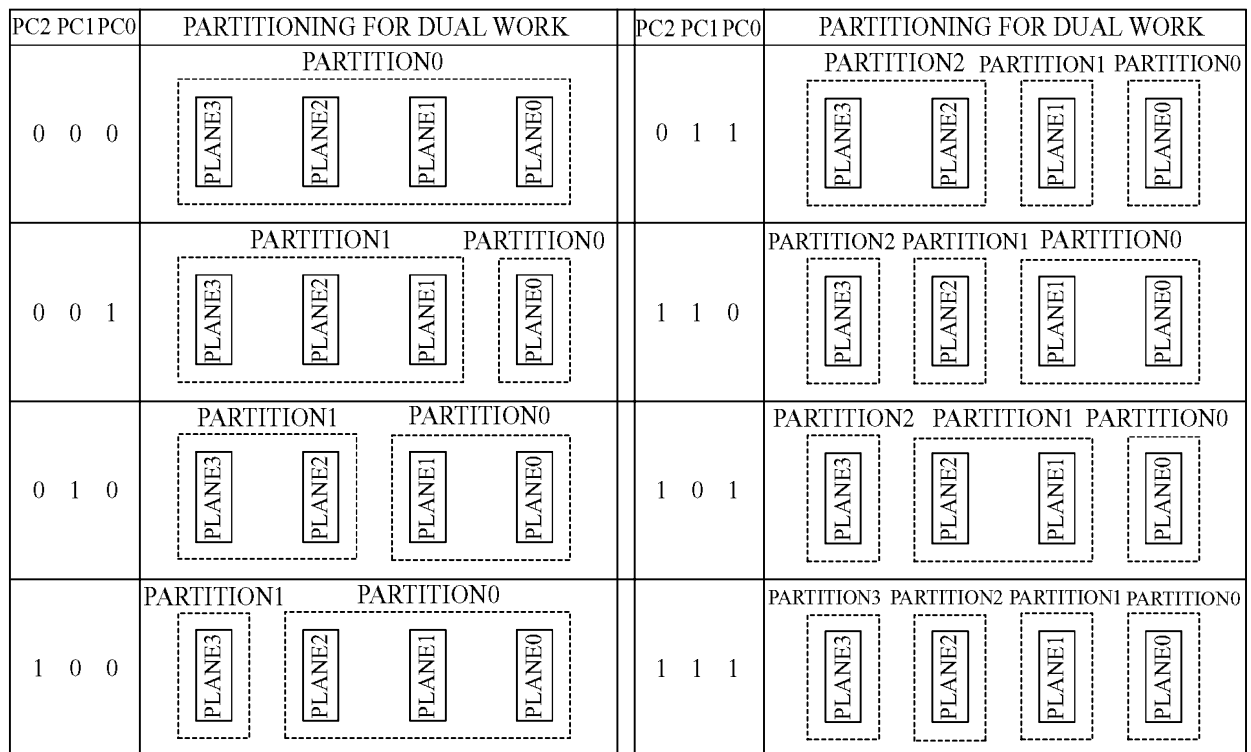 PC2 PC1 PC0 PARTITIONING FOR DUAL WORK PC2 PC1 PC0 PARTITIONING FOR DUAL WORK
PARTITION0
0 0 0
PLANE3 PLANE2 PLANE1 PLANE0
PARTITION2 PARTITION1 PARTITION0
0 1 1
PLANE3 PLANE2 PLANE1 PLANE0
PARTITION1 PARTITION0
0 0 1
PLANE3 PLANE2 PLANE1 PLANE0
PARTITION2 PARTITION1 PARTITION0
1 1 0
PLANE3 PLANE2 PLANE1 PLANE0
PARTITION1 PARTITION0
0 1 0
PLANE3 PLANE2 PLANE1 PLANE0
PARTITION2 PARTITION1 PARTITION0
1 0 1
PLANE3 PLANE2 PLANE1 PLANE0
PARTITION1 PARTITION0
1 0 0
PLANE3 PLANE2 PLANE1 PLANE0
PARTITION3 PARTITION2 PARTITION1 PARTITION0
1 1 1
PLANE3 PLANE2 PLANE1 PLANE0